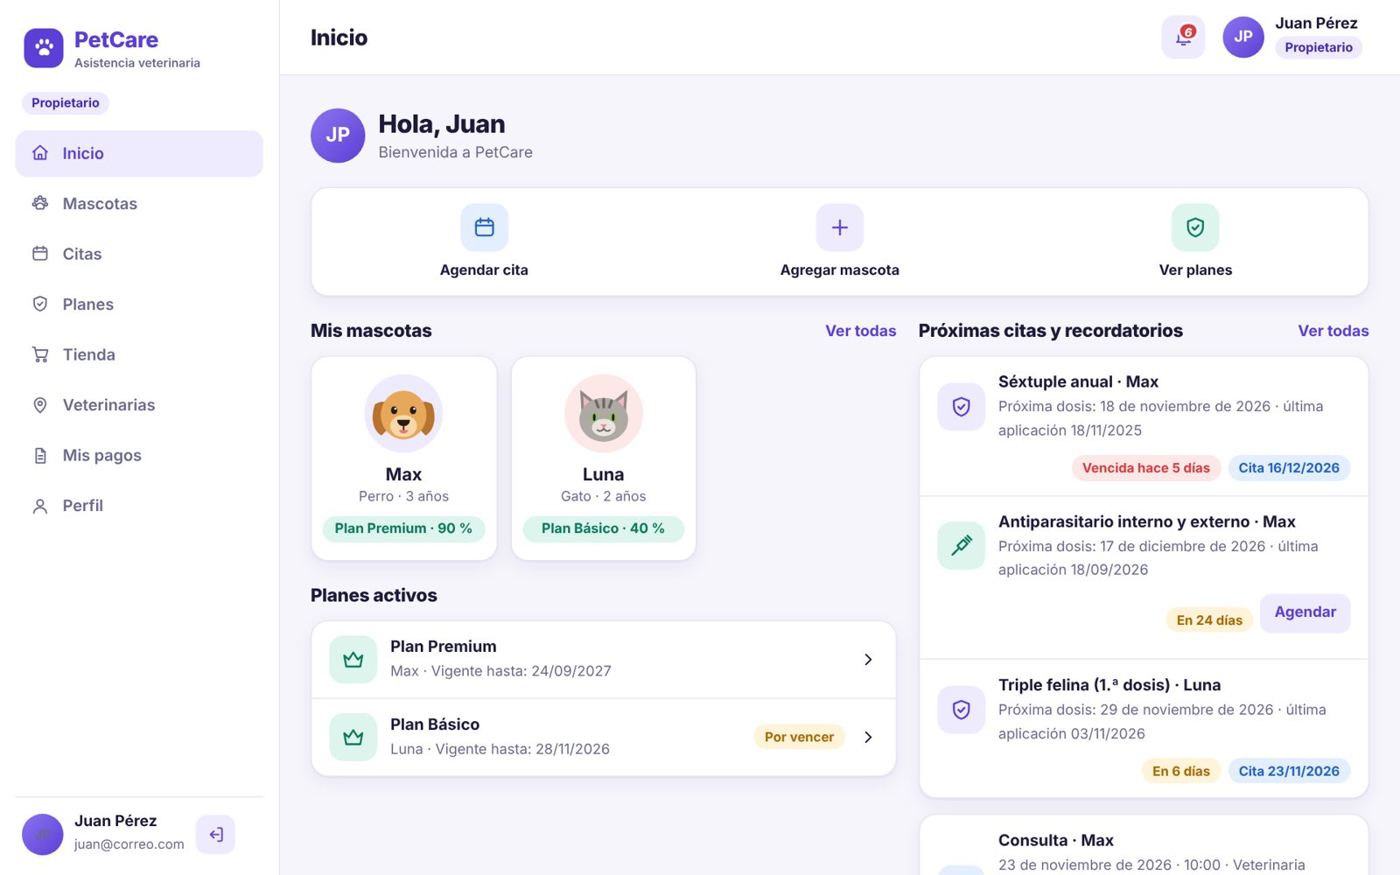 PetCare
Asistencia veterinaria
Propietario
Inicio
Mascotas
Citas
Planes
Tienda
Veterinarias
Mis pagos
Perfil
Juan Pérez
juan@correo.com
Inicio
6
JP
Juan Pérez
Propietario
JP
Hola, Juan
Bienvenida a PetCare
Agendar cita
Agregar mascota
Ver planes
Mis mascotas
Ver todas
Max
Perro · 3 años
Plan Premium · 90 %
Luna
Gato · 2 años
Plan Básico · 40 %
Planes activos
Plan Premium
Max · Vigente hasta: 24/09/2027
Plan Básico
Luna · Vigente hasta: 28/11/2026
Por vencer
Próximas citas y recordatorios
Ver todas
Séxtuple anual · Max
Próxima dosis: 18 de noviembre de 2026 · última
aplicación 18/11/2025
Vencida hace 5 días
Cita 16/12/2026
Antiparasitario interno y externo · Max
Próxima dosis: 17 de diciembre de 2026 · última
aplicación 18/09/2026
En 24 días
Agendar
Triple felina (1.ª dosis) · Luna
Próxima dosis: 29 de noviembre de 2026 · última
aplicación 03/11/2026
En 6 días
Cita 23/11/2026
Consulta · Max
23 de noviembre de 2026 · 10:00 · Veterinaria